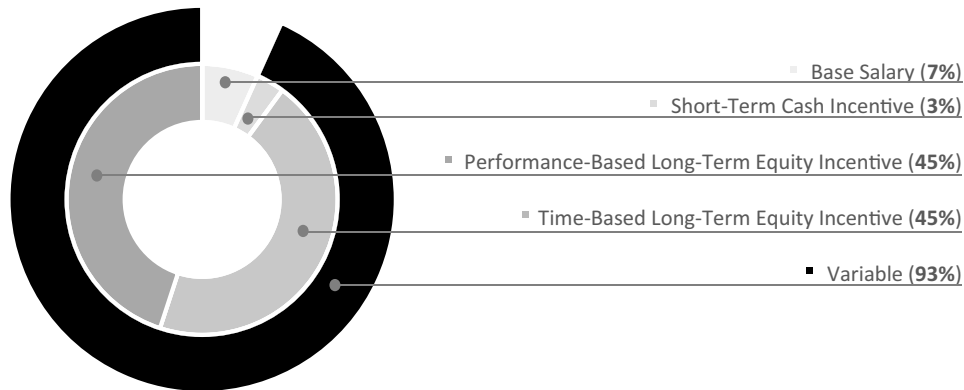 Base Salary (7%)
Short-Term Cash Incentive (3%)
Performance-Based Long-Term Equity Incentive (45%)
Time-Based Long-Term Equity Incentive (45%)
Variable (93%)